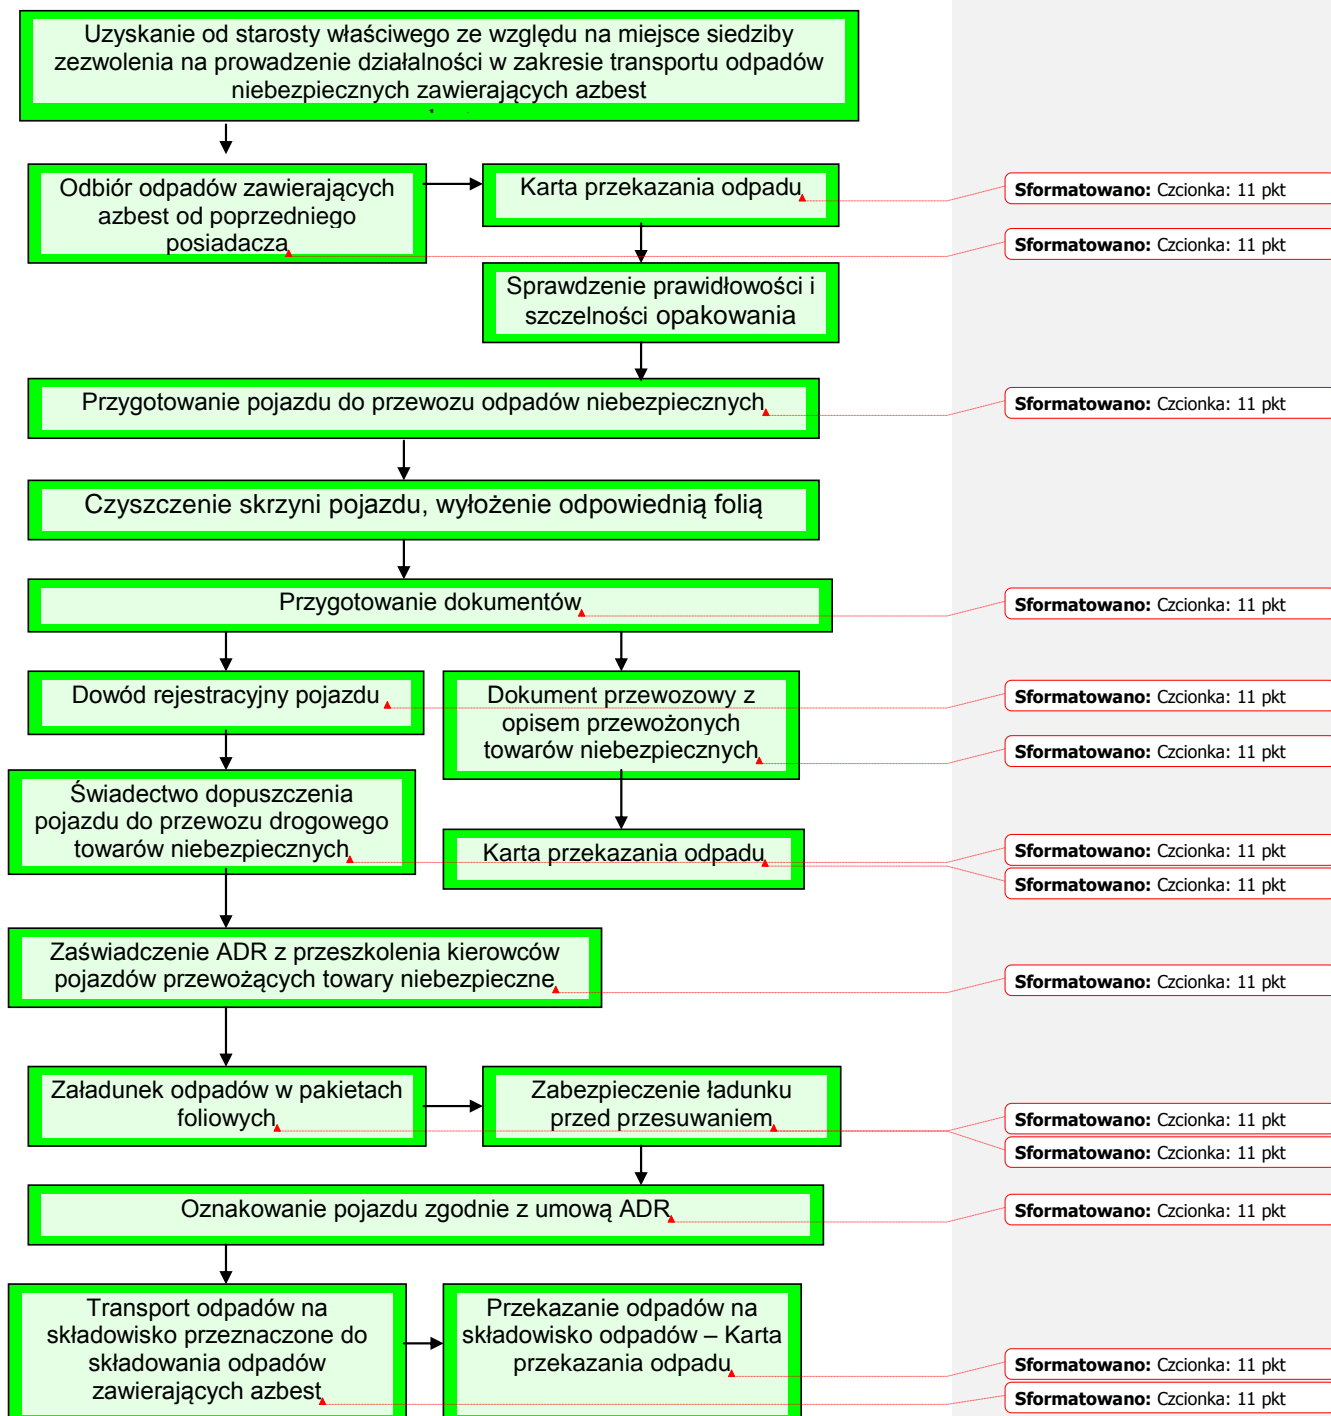 Uzyskanie od starosty właściwego ze względu na miejsce siedziby
zezwolenia na prowadzenie działalności w zakresie transportu odpadów
niebezpiecznych zawierających azbest
Odbiór odpadów zawierających
azbest od poprzedniego
posiadacza
Karta przekazania odpadu
Sformatowano: Czcionka: 11 pkt
Sformatowano: Czcionka: 11 pkt
Sprawdzenie prawidłowości i
szczelności opakowania
Przygotowanie pojazdu do przewozu odpadów niebezpiecznych
Sformatowano: Czcionka: 11 pkt
Czyszczenie skrzyni pojazdu, wyłożenie odpowiednią folią
Przygotowanie dokumentów
Sformatowano: Czcionka: 11 pkt
Dowód rejestracyjny pojazdu
Dokument przewozowy z
opisem przewożonych
towarów niebezpiecznych
Sformatowano: Czcionka: 11 pkt
Sformatowano: Czcionka: 11 pkt
Świadectwo dopuszczenia
pojazdu do przewozu drogowego
towarów niebezpiecznych
Karta przekazania odpadu
Sformatowano: Czcionka: 11 pkt
Sformatowano: Czcionka: 11 pkt
Zaświadczenie ADR z przeszkolenia kierowców
pojazdów przewożących towary niebezpieczne
Sformatowano: Czcionka: 11 pkt
Załadunek odpadów w pakietach
foliowych
Zabezpieczenie ładunku
przed przesuwaniem
Sformatowano: Czcionka: 11 pkt
Sformatowano: Czcionka: 11 pkt
Oznakowanie pojazdu zgodnie z umową ADR
Sformatowano: Czcionka: 11 pkt
Transport odpadów na
składowisko przeznaczone do
składowania odpadów
zawierających azbest
Przekazanie odpadów na
składowisko odpadów – Karta
przekazania odpadu
Sformatowano: Czcionka: 11 pkt
Sformatowano: Czcionka: 11 pkt